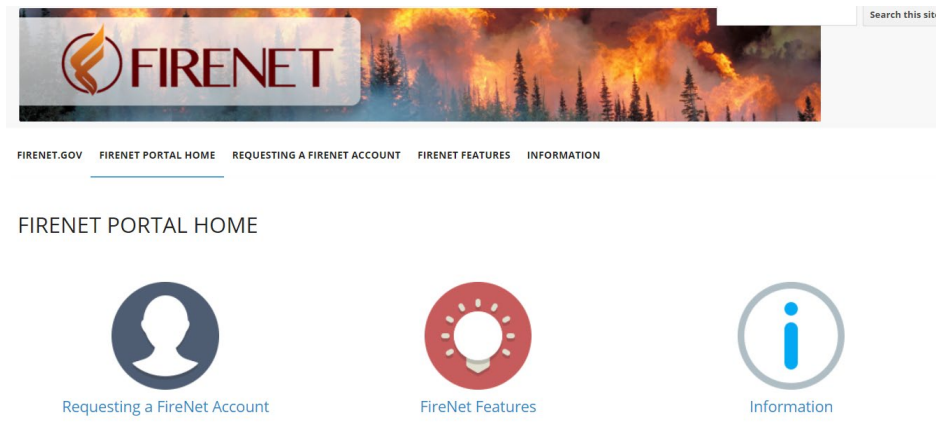 Search this site
FIRENET
FIRENET.GOV FIRENET PORTAL HOME REQUESTING A FIRENET ACCOUNT FIRENET FEATURES INFORMATION
FIRENET PORTAL HOME
Requesting a FireNet Account FireNet Features Information